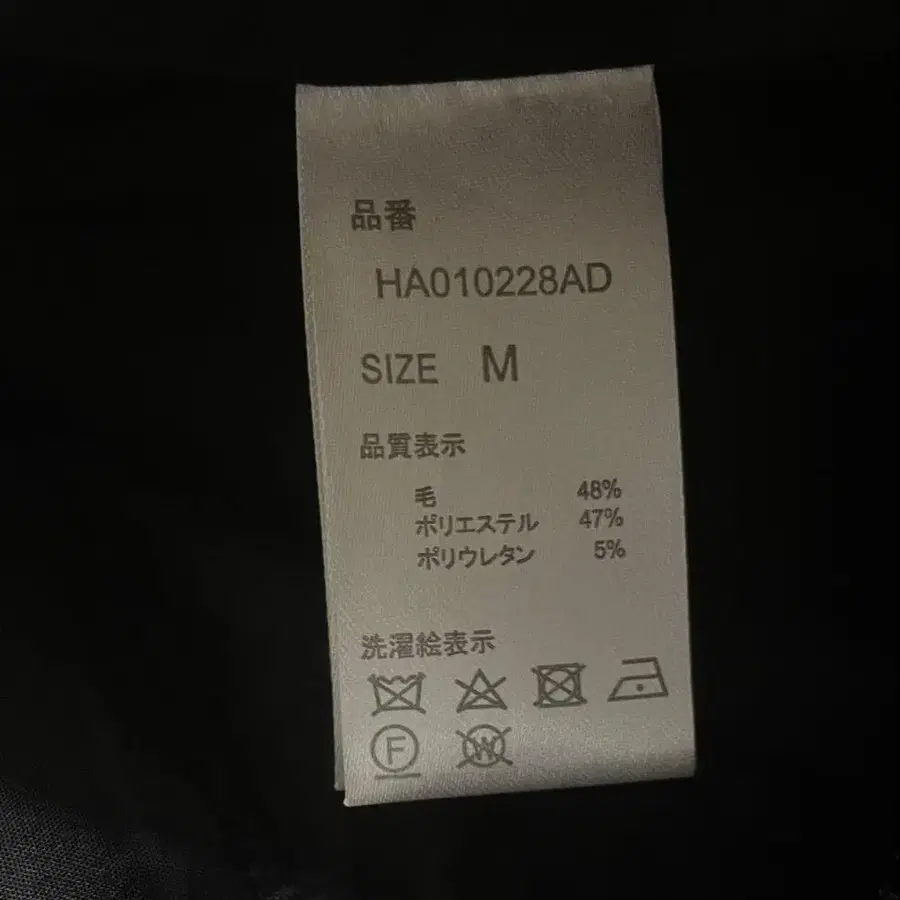 品番
HA010228AD
SIZE M
品質表示
毛 48%
ポリエステル 47%
ポリウレタン 5%
洗濯絵表示
F W